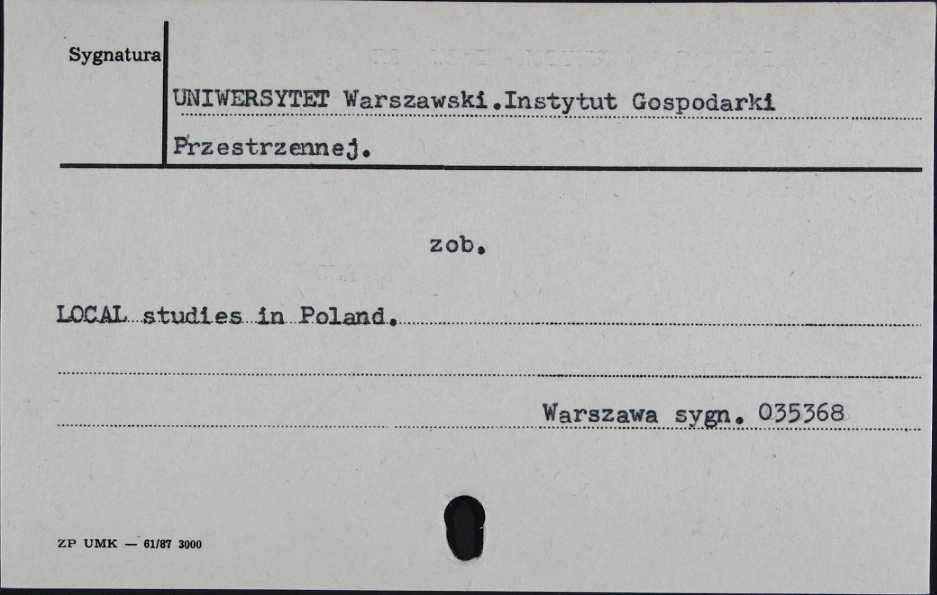 Sygnatura
UNIWERSYTET Warszawski.Instytut Gospodarki
Przestrzennej.
zob.
LOCAL studies in Poland.
Warszawa sygn. 035368
ZP UMK — 61/87 3000